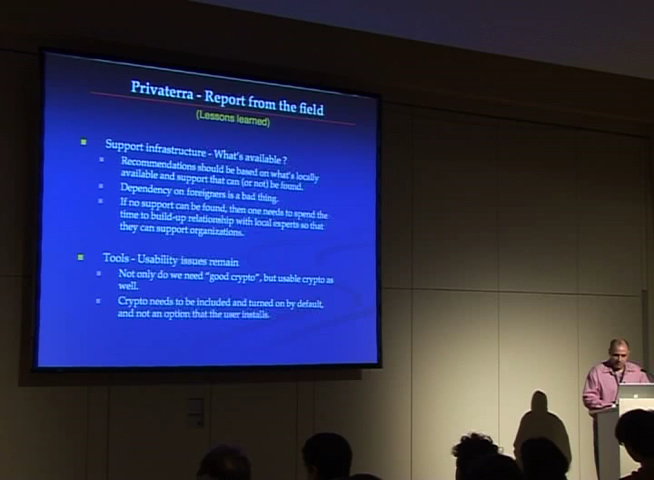 Privaterra - Report from the field
(Lessons learned)
Support infrastructure - What's available ?
Recommendations should be based on what's locally
available and support that can (or not) be found.
Dependency on foreigners is a bad thing.
If no support can be found, then one needs to spend the
time to build-up relationship with local experts so that
they can support organizations.
Tools - Usability issues remain
Not only do we need "good crypto", but usable crypto as
well.
Crypto needs to be included and turned on by default,
and not an option that the user installs.